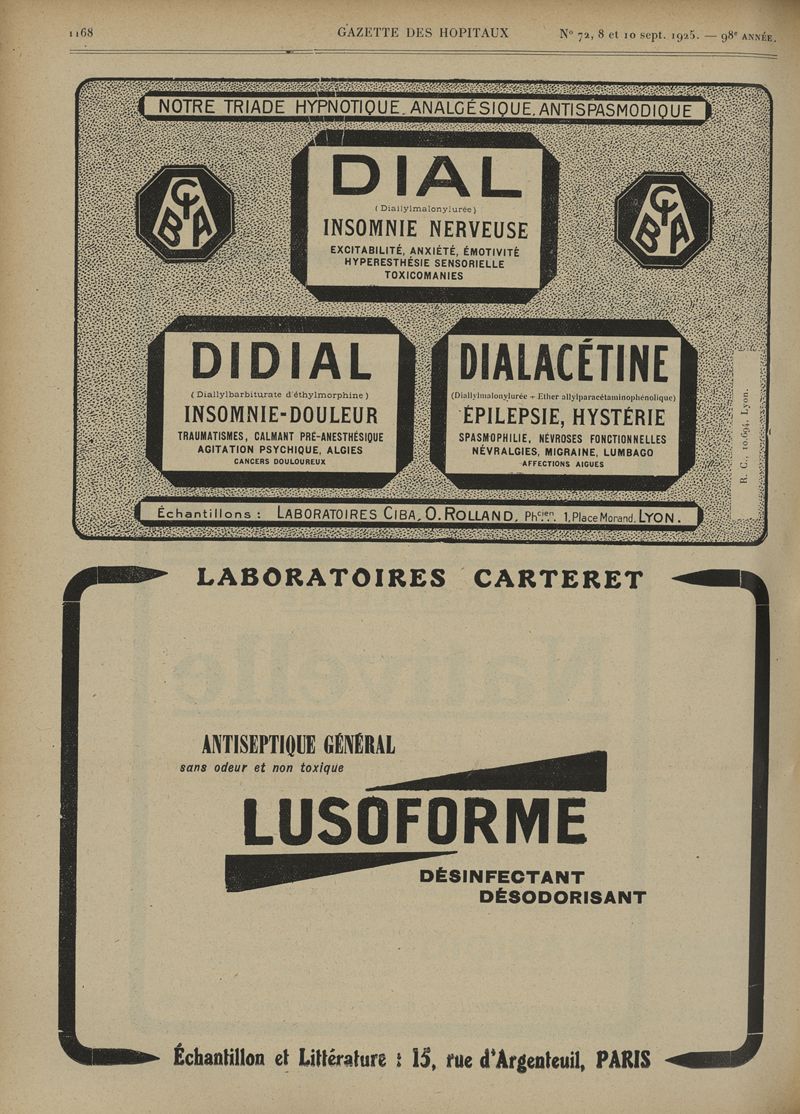 1168
GAZETTE DES HOPITAUX
N° 72, 8 et 10 sept. 1925. — 98e ANNÉE.
NOTRE TRIADE HYPNOTIQUE. ANALGÉSIQUE. ANTISPASMODIQUE
CIBA
DIAL
(Diallylmalonylurée)
INSOMNIE NERVEUSE
EXCITABILITÉ, ANXIÉTÉ, ÉMOTIVITÉ
HYPERESTHÉSIE SENSORIELLE
TOXICOMANIES
CIBA
DIDIAL
(Diallylbarbiturate d'éthylmorphine)
INSOMNIE-DOULEUR
TRAUMATISMES, CALMANT PRÉ-ANESTHÉSIQUE
AGITATION PSYCHIQUE, ALGIES
CANCERS DOULOUREUX
DIALACÉTINE
(Diallylmalonylurée + Ether allylparacétaminophénolique)
ÉPILEPSIE, HYSTÉRIE
SPASMOPHILIE, NÉVROSES FONCTIONNELLES
NÉVRALGIES, MIGRAINE, LUMBAGO
AFFECTIONS AIGUES
R. C., 10.694, Lyon.
Échantillons : LABORATOIRES CIBA, O. ROLLAND, Phcien. 1, Place Morand, LYON.
LABORATOIRES CARTERET
ANTISEPTIQUE GÉNÉRAL
sans odeur et non toxique
LUSOFORME
DÉSINFECTANT
DÉSODORISANT
Échantillon et Littérature : 15, rue d'Argenteuil, PARIS